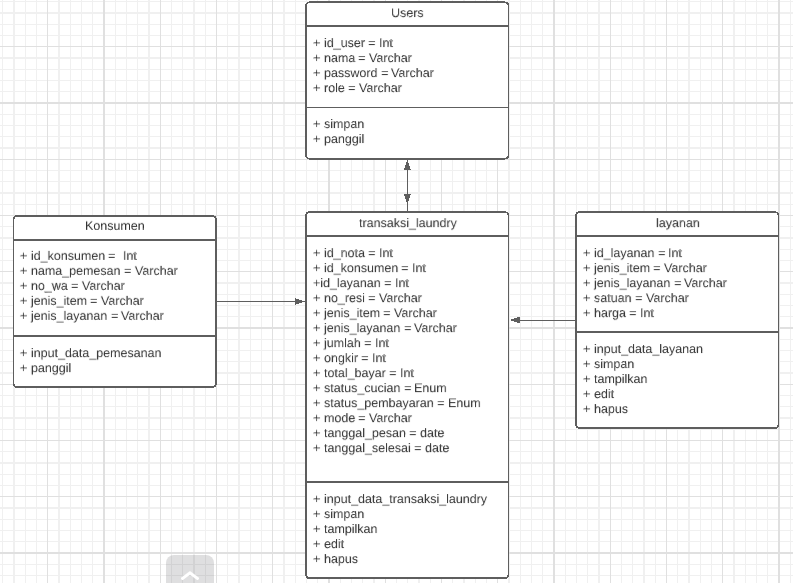 Users
+ id_user = Int
+ nama = Varchar
+ password = Varchar
+ role = Varchar
+ simpan
+ panggil
Konsumen
+ id_konsumen = Int
+ nama_pemesan = Varchar
+ no_wa = Varchar
+ jenis_item = Varchar
+ jenis_layanan = Varchar
+ input_data_pemesanan
+ panggil
transaksi_laundry
+ id_nota = Int
+ id_konsumen = Int
+id_layanan = Int
+ no_resi = Varchar
+ jenis_item = Varchar
+ jenis_layanan = Varchar
+ jumlah = Int
+ ongkir = Int
+ total_bayar = Int
+ status_cucian = Enum
+ status_pembayaran = Enum
+ mode = Varchar
+ tanggal_pesan = date
+ tanggal_selesai = date
+ input_data_transaksi_laundry
+ simpan
+ tampilkan
+ edit
+ hapus
layanan
+ id_layanan = Int
+ jenis_item = Varchar
+ jenis_layanan = Varchar
+ satuan = Varchar
+ harga = Int
+ input_data_layanan
+ simpan
+ tampilkan
+ edit
+ hapus